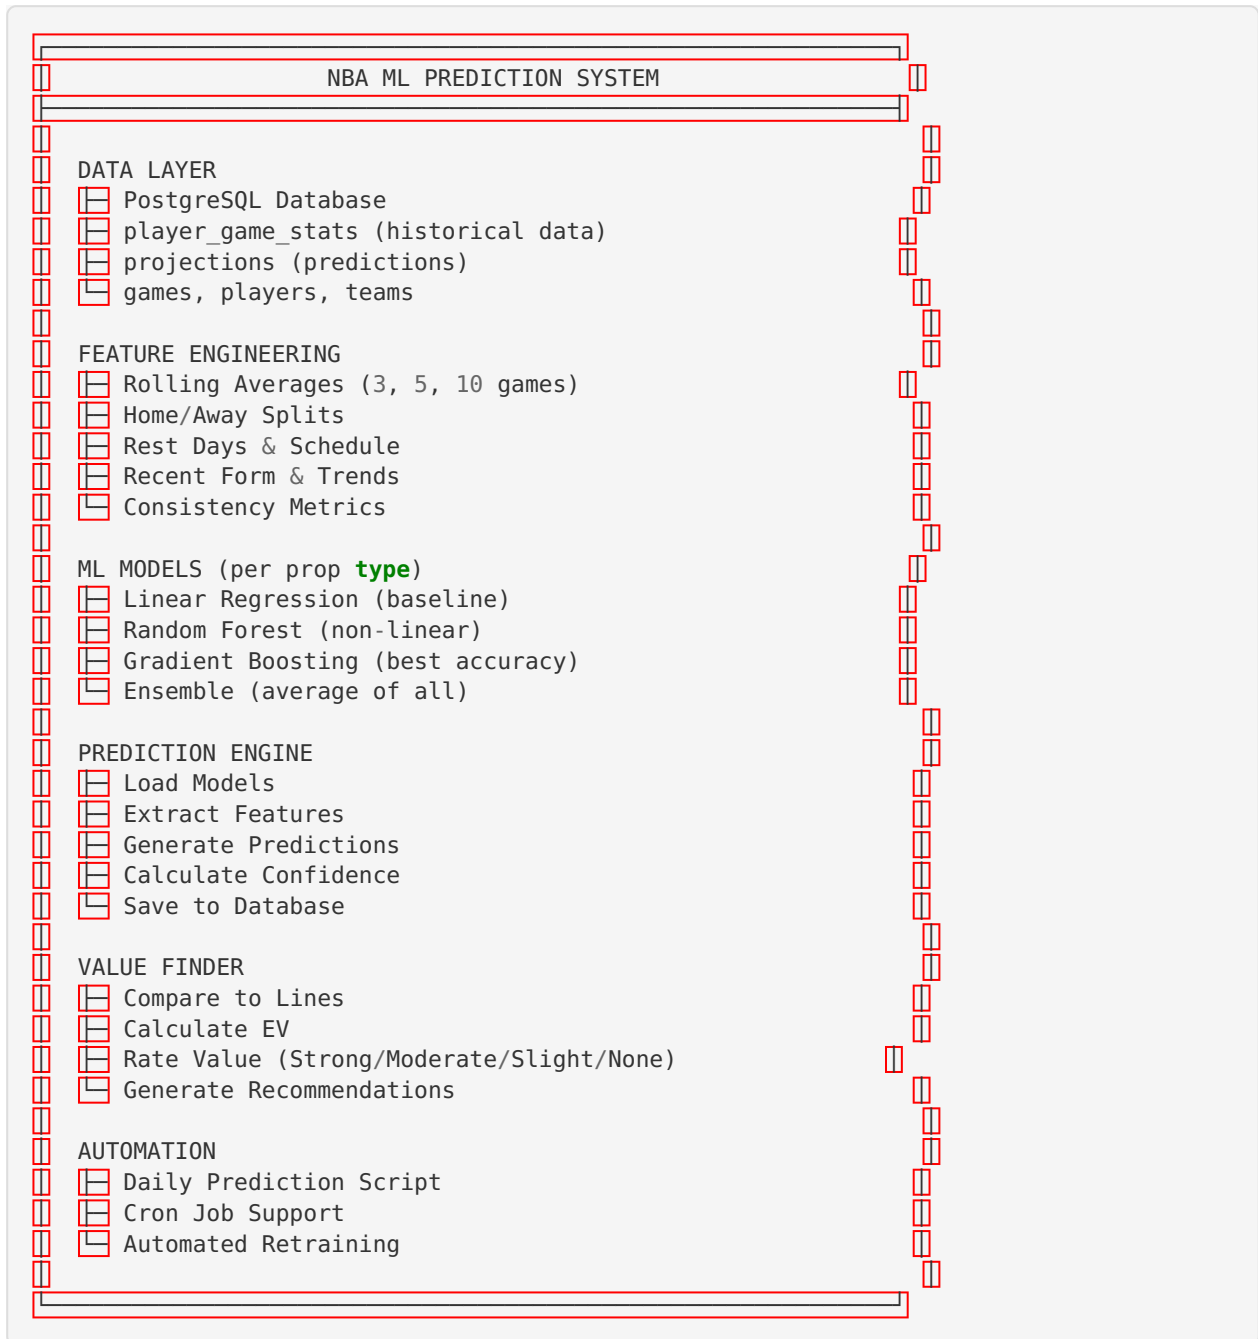 ┌──────────────────────────────────────────────────────────────┐
│ NBA ML PREDICTION SYSTEM │
├──────────────────────────────────────────────────────────────┤
│ │
│ DATA LAYER │
│ ├─ PostgreSQL Database │
│ ├─ player_game_stats (historical data) │
│ ├─ projections (predictions) │
│ └─ games, players, teams │
│ │
│ FEATURE ENGINEERING │
│ ├─ Rolling Averages (3, 5, 10 games) │
│ ├─ Home/Away Splits │
│ ├─ Rest Days & Schedule │
│ ├─ Recent Form & Trends │
│ └─ Consistency Metrics │
│ │
│ ML MODELS (per prop type) │
│ ├─ Linear Regression (baseline) │
│ ├─ Random Forest (non-linear) │
│ ├─ Gradient Boosting (best accuracy) │
│ └─ Ensemble (average of all) │
│ │
│ PREDICTION ENGINE │
│ ├─ Load Models │
│ ├─ Extract Features │
│ ├─ Generate Predictions │
│ ├─ Calculate Confidence │
│ └─ Save to Database │
│ │
│ VALUE FINDER │
│ ├─ Compare to Lines │
│ ├─ Calculate EV │
│ ├─ Rate Value (Strong/Moderate/Slight/None) │
│ └─ Generate Recommendations │
│ │
│ AUTOMATION │
│ ├─ Daily Prediction Script │
│ ├─ Cron Job Support │
│ └─ Automated Retraining │
│ │
└──────────────────────────────────────────────────────────────┘